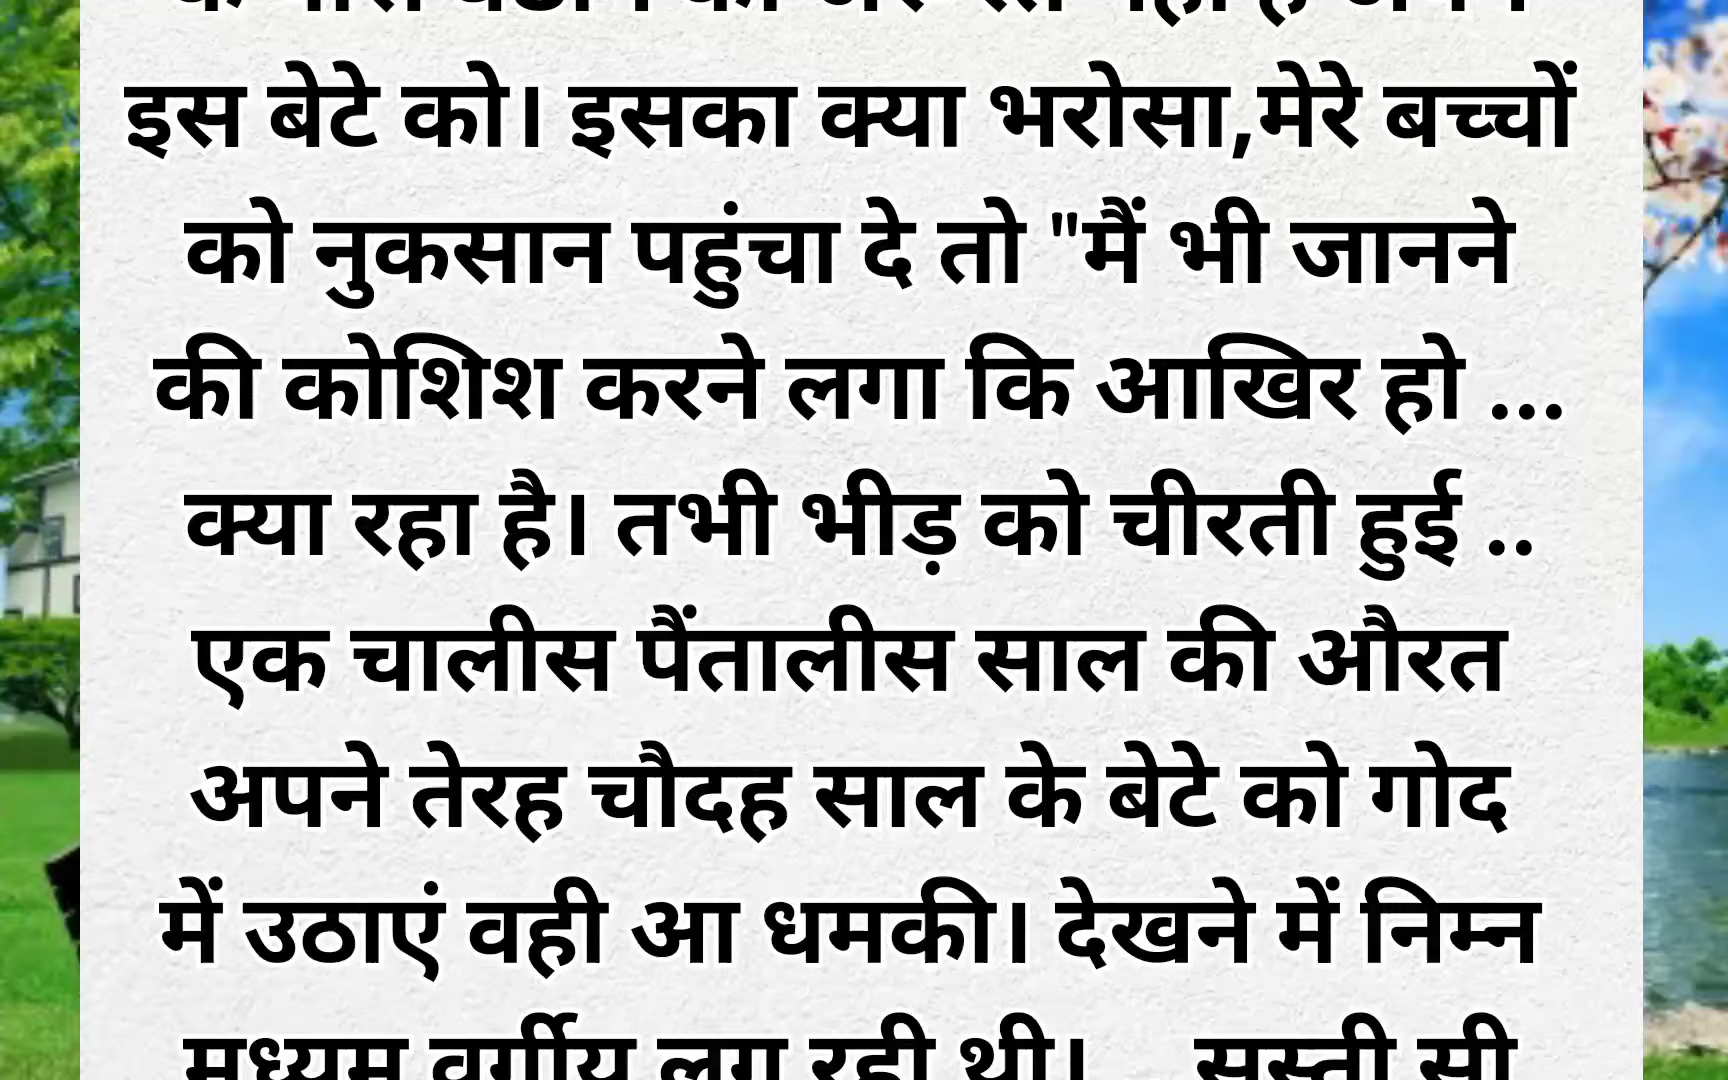 इस बेटे को। इसका क्या भरोसा,मेरे बच्चों
को नुकसान पहुंचा दे तो "मैं भी जानने
की कोशिश करने लगा कि आखिर हो ...
क्या रहा है। तभी भीड़ को चीरती हुई ..
एक चालीस पैंतालीस साल की औरत
अपने तेरह चौदह साल के बेटे को गोद
में उठाएं वही आ धमकी। देखने में निम्न
मध्यम वर्गीय लग रही थी। सस्ती सी